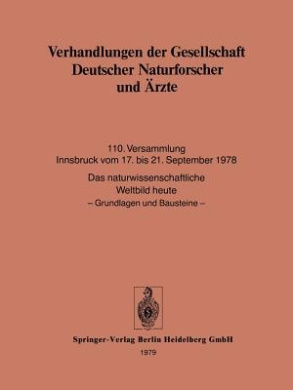 Verhandlungen der Gesellschaft
Deutscher Naturforscher
und Ärzte
110. Versammlung
Innsbruck vom 17. bis 21. September 1978
Das naturwissenschaftliche
Weltbild heute
– Grundlagen und Bausteine –
Springer-Verlag Berlin Heidelberg GmbH
1979